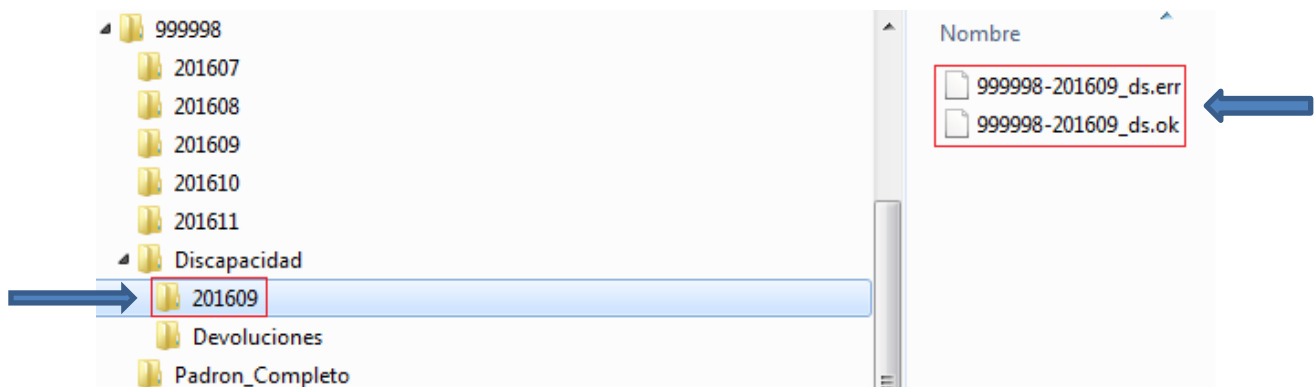 999998
201607
201608
201609
201610
201611
Discapacidad
201609
Devoluciones
Padron_Completo
Nombre
999998-201609_ds.err
999998-201609_ds.ok